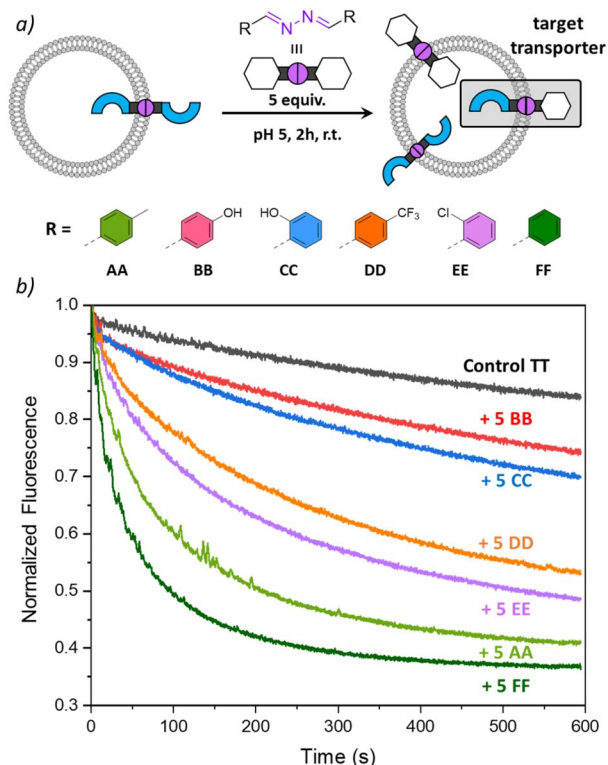 a)
R
N
N
R
III
5 equiv.
pH 5, 2h, r.t.
target
transporter
R =
OH
HO
CF3
Cl
AA BB CC DD EE FF
b)
1.0
0.9
0.8
0.7
0.6
0.5
0.4
0.3
Normalized Fluorescence
Control TT
+ 5 BB
+ 5 CC
+ 5 DD
+ 5 EE
+ 5 AA
+ 5 FF
0 100 200 300 400 500 600
Time (s)